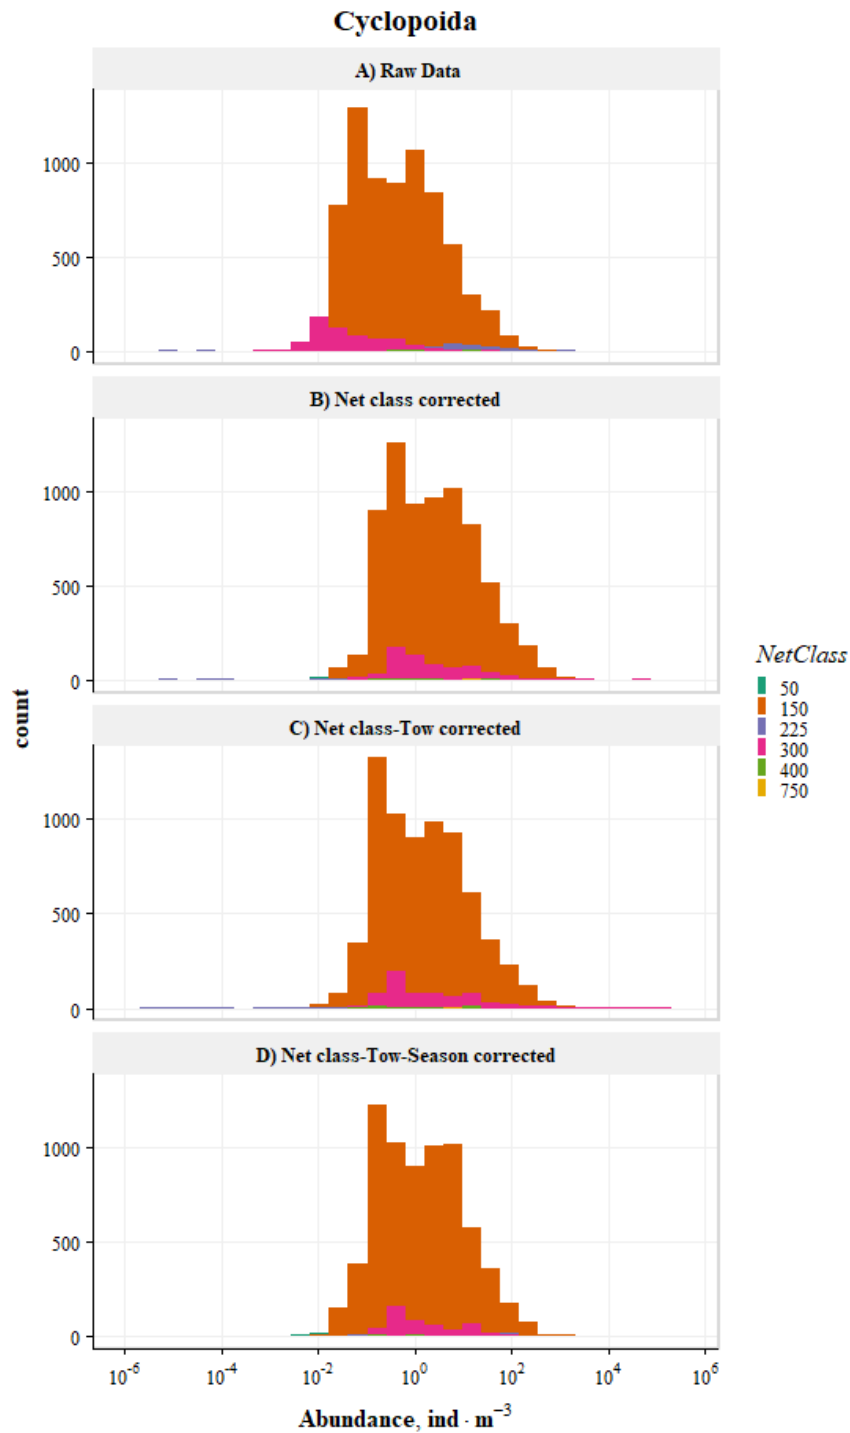 Cyclopoida
A) Raw Data
1000
500
0
B) Net class corrected
1000
500
0
C) Net class-Tow corrected
1000
500
0
D) Net class-Tow-Season corrected
1000
500
0
10⁻⁶ 10⁻⁴ 10⁻² 10⁰ 10² 10⁴ 10⁶
Abundance, ind · m⁻³
count
NetClass
50
150
225
300
400
750